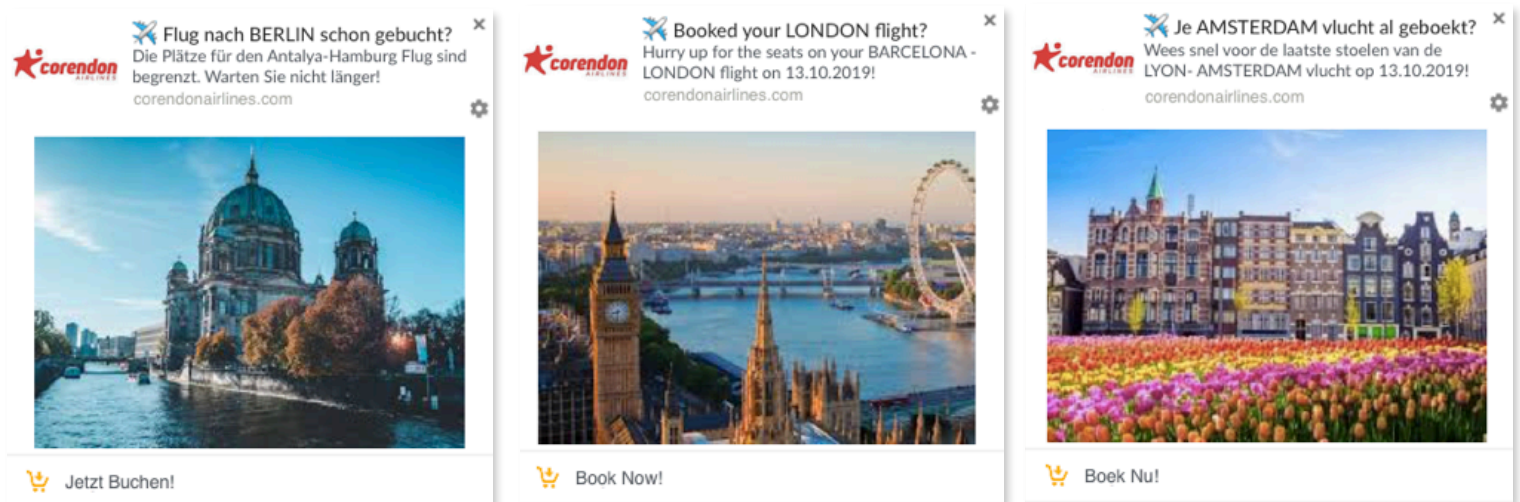 ✈️ Flug nach BERLIN schon gebucht?
corendon
AIRLINES
Die Plätze für den Antalya-Hamburg Flug sind
begrenzt. Warten Sie nicht länger!
corendonairlines.com
Jetzt Buchen!
✈️ Booked your LONDON flight?
corendon
AIRLINES
Hurry up for the seats on your BARCELONA -
LONDON flight on 13.10.2019!
corendonairlines.com
Book Now!
✈️ Je AMSTERDAM vlucht al geboekt?
corendon
AIRLINES
Wees snel voor de laatste stoelen van de
LYON- AMSTERDAM vlucht op 13.10.2019!
corendonairlines.com
Boek Nu!